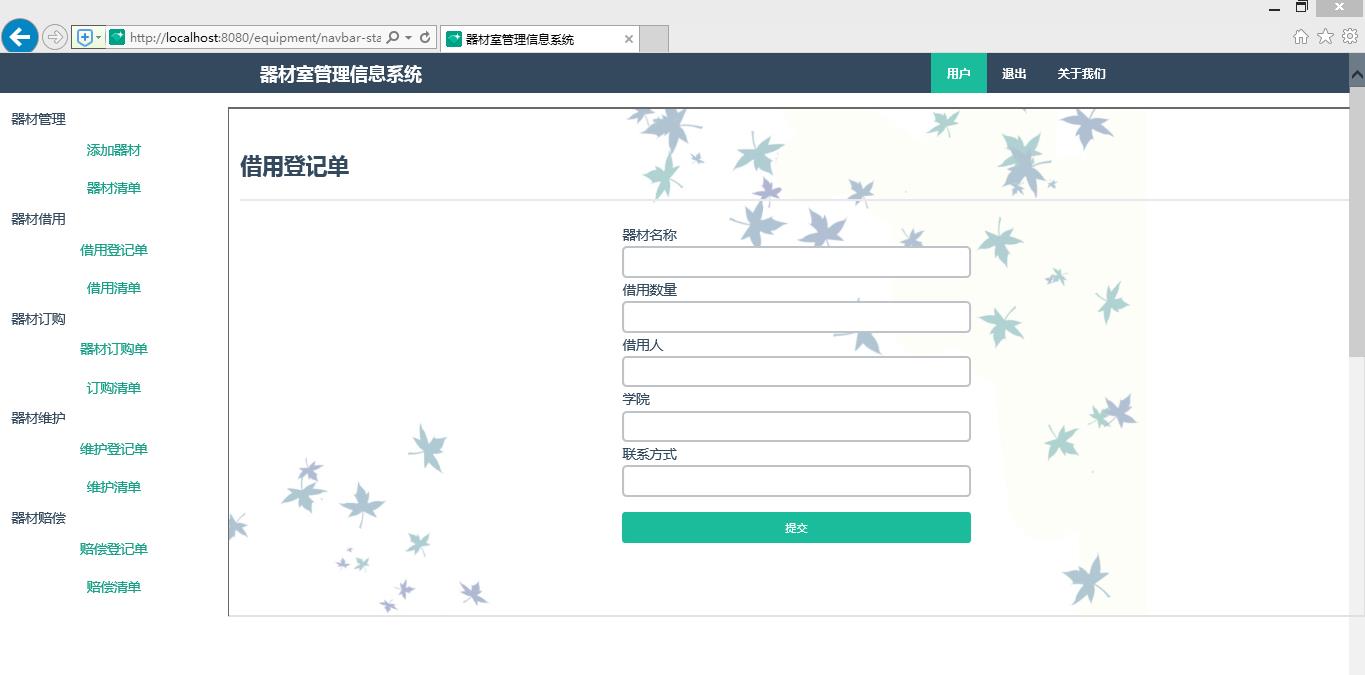 http://localhost:8080/equipment/navbar-sta
器材室管理信息系统
器材室管理信息系统
用户
退出
关于我们
器材管理
添加器材
器材清单
器材借用
借用登记单
借用清单
器材订购
器材订购单
订购清单
器材维护
维护登记单
维护清单
器材赔偿
赔偿登记单
赔偿清单
借用登记单
器材名称
借用数量
借用人
学院
联系方式
提交